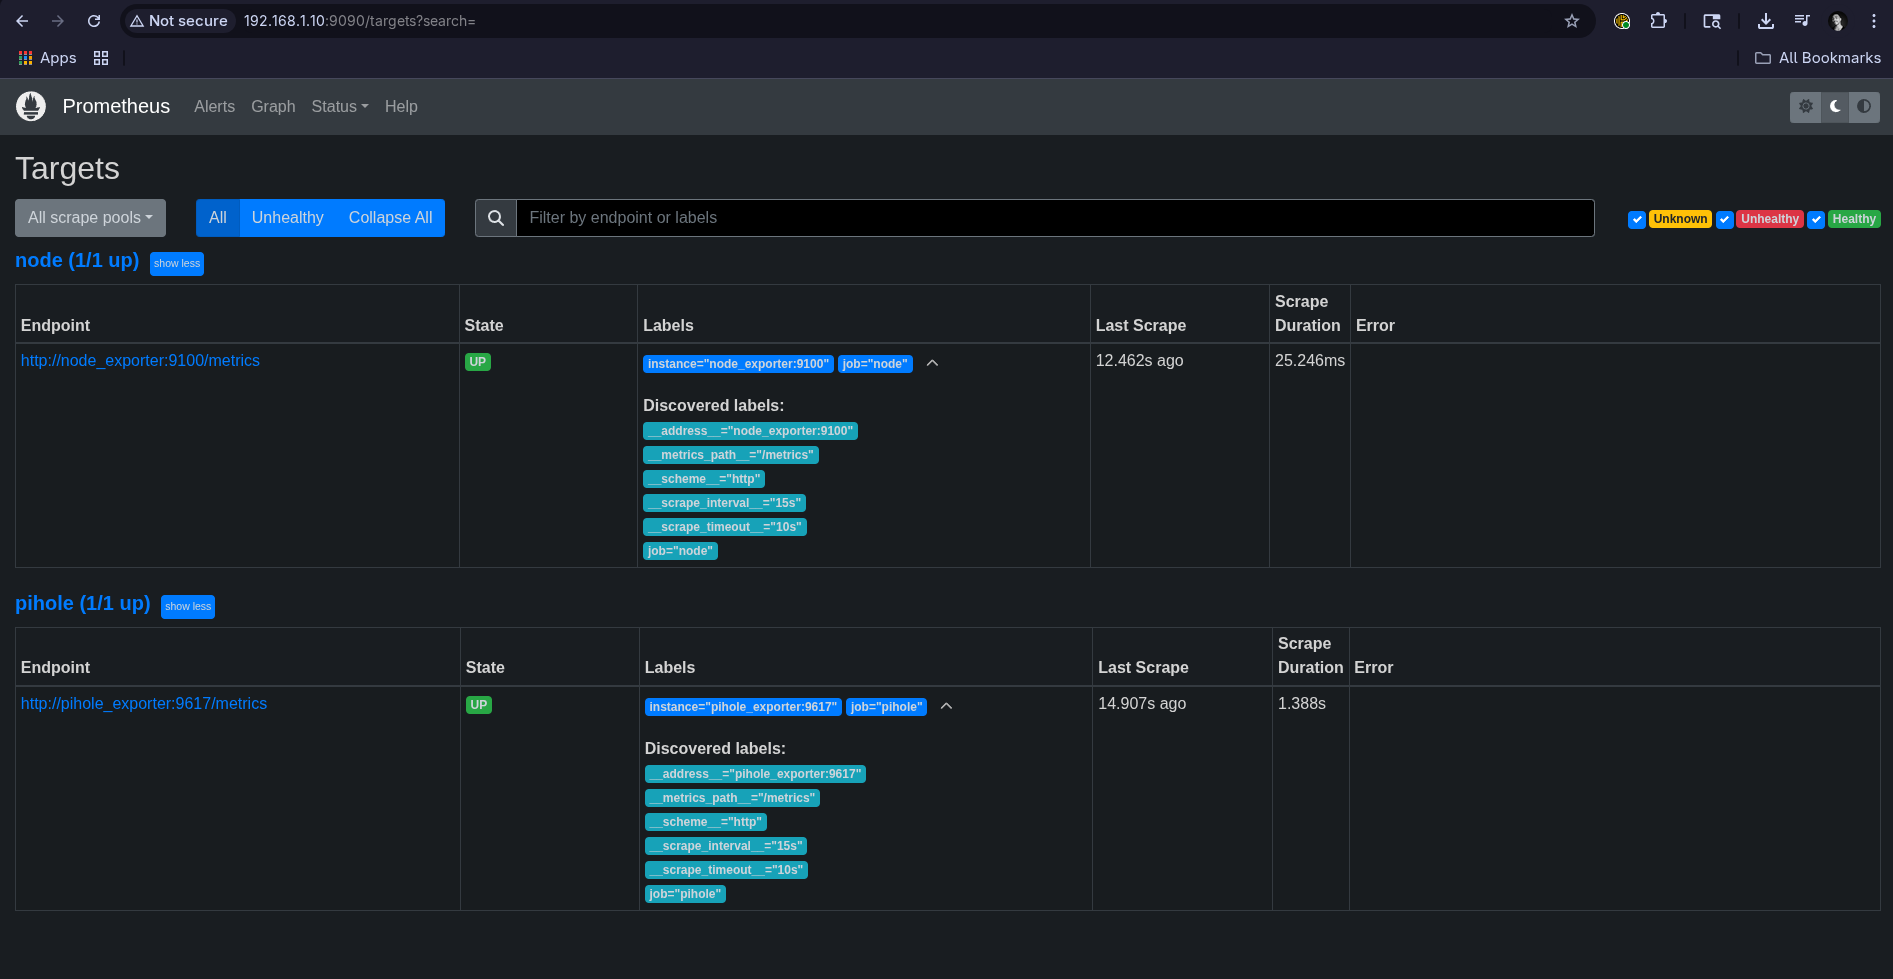 Not secure 192.168.1.10:9090/targets?search=
Apps All Bookmarks
Prometheus Alerts Graph Status Help
Targets
All scrape pools All Unhealthy Collapse All Filter by endpoint or labels Unknown Unhealthy Healthy
node (1/1 up) show less
Endpoint State Labels Last Scrape Scrape Duration Error
http://node_exporter:9100/metrics UP instance="node_exporter:9100" job="node" 12.462s ago 25.246ms
Discovered labels:
__address__="node_exporter:9100"
__metrics_path__="/metrics"
__scheme__="http"
__scrape_interval__="15s"
__scrape_timeout__="10s"
job="node"
pihole (1/1 up) show less
Endpoint State Labels Last Scrape Scrape Duration Error
http://pihole_exporter:9617/metrics UP instance="pihole_exporter:9617" job="pihole" 14.907s ago 1.388s
Discovered labels:
__address__="pihole_exporter:9617"
__metrics_path__="/metrics"
__scheme__="http"
__scrape_interval__="15s"
__scrape_timeout__="10s"
job="pihole"